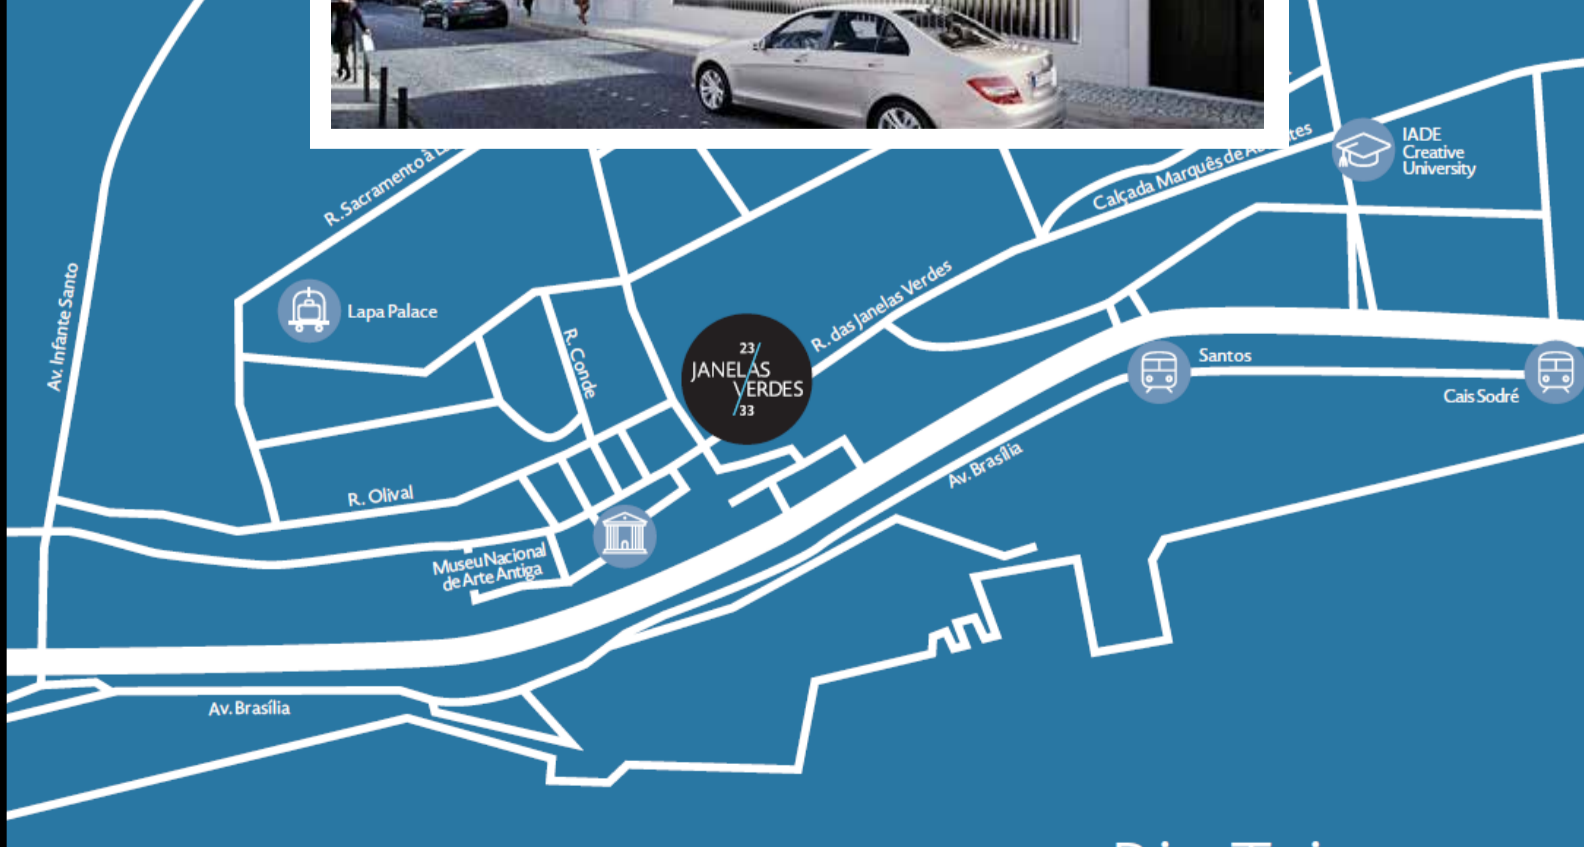 IADE
Creative
University
R. Sacramento à
Calçada Marquês de
Av. Infante Santo
Lapa Palace
R. Conde
R. das Janelas Verdes
23
JANELAS
VERDES
33
Santos
Cais Sodré
Av. Brasília
R. Olival
Museu Nacional
de Arte Antiga
Av. Brasília